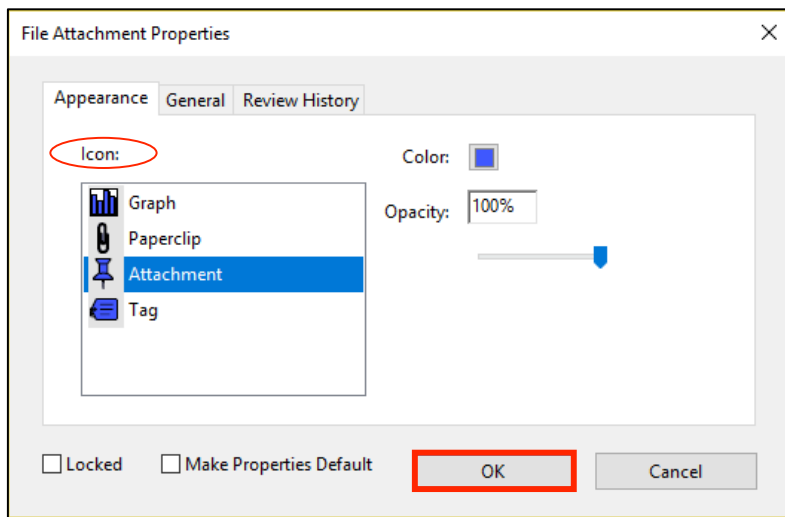 File Attachment Properties
Appearance General Review History
Icon: Color:
Graph
Opacity: 100%
Paperclip
Attachment
Tag
Locked Make Properties Default OK Cancel